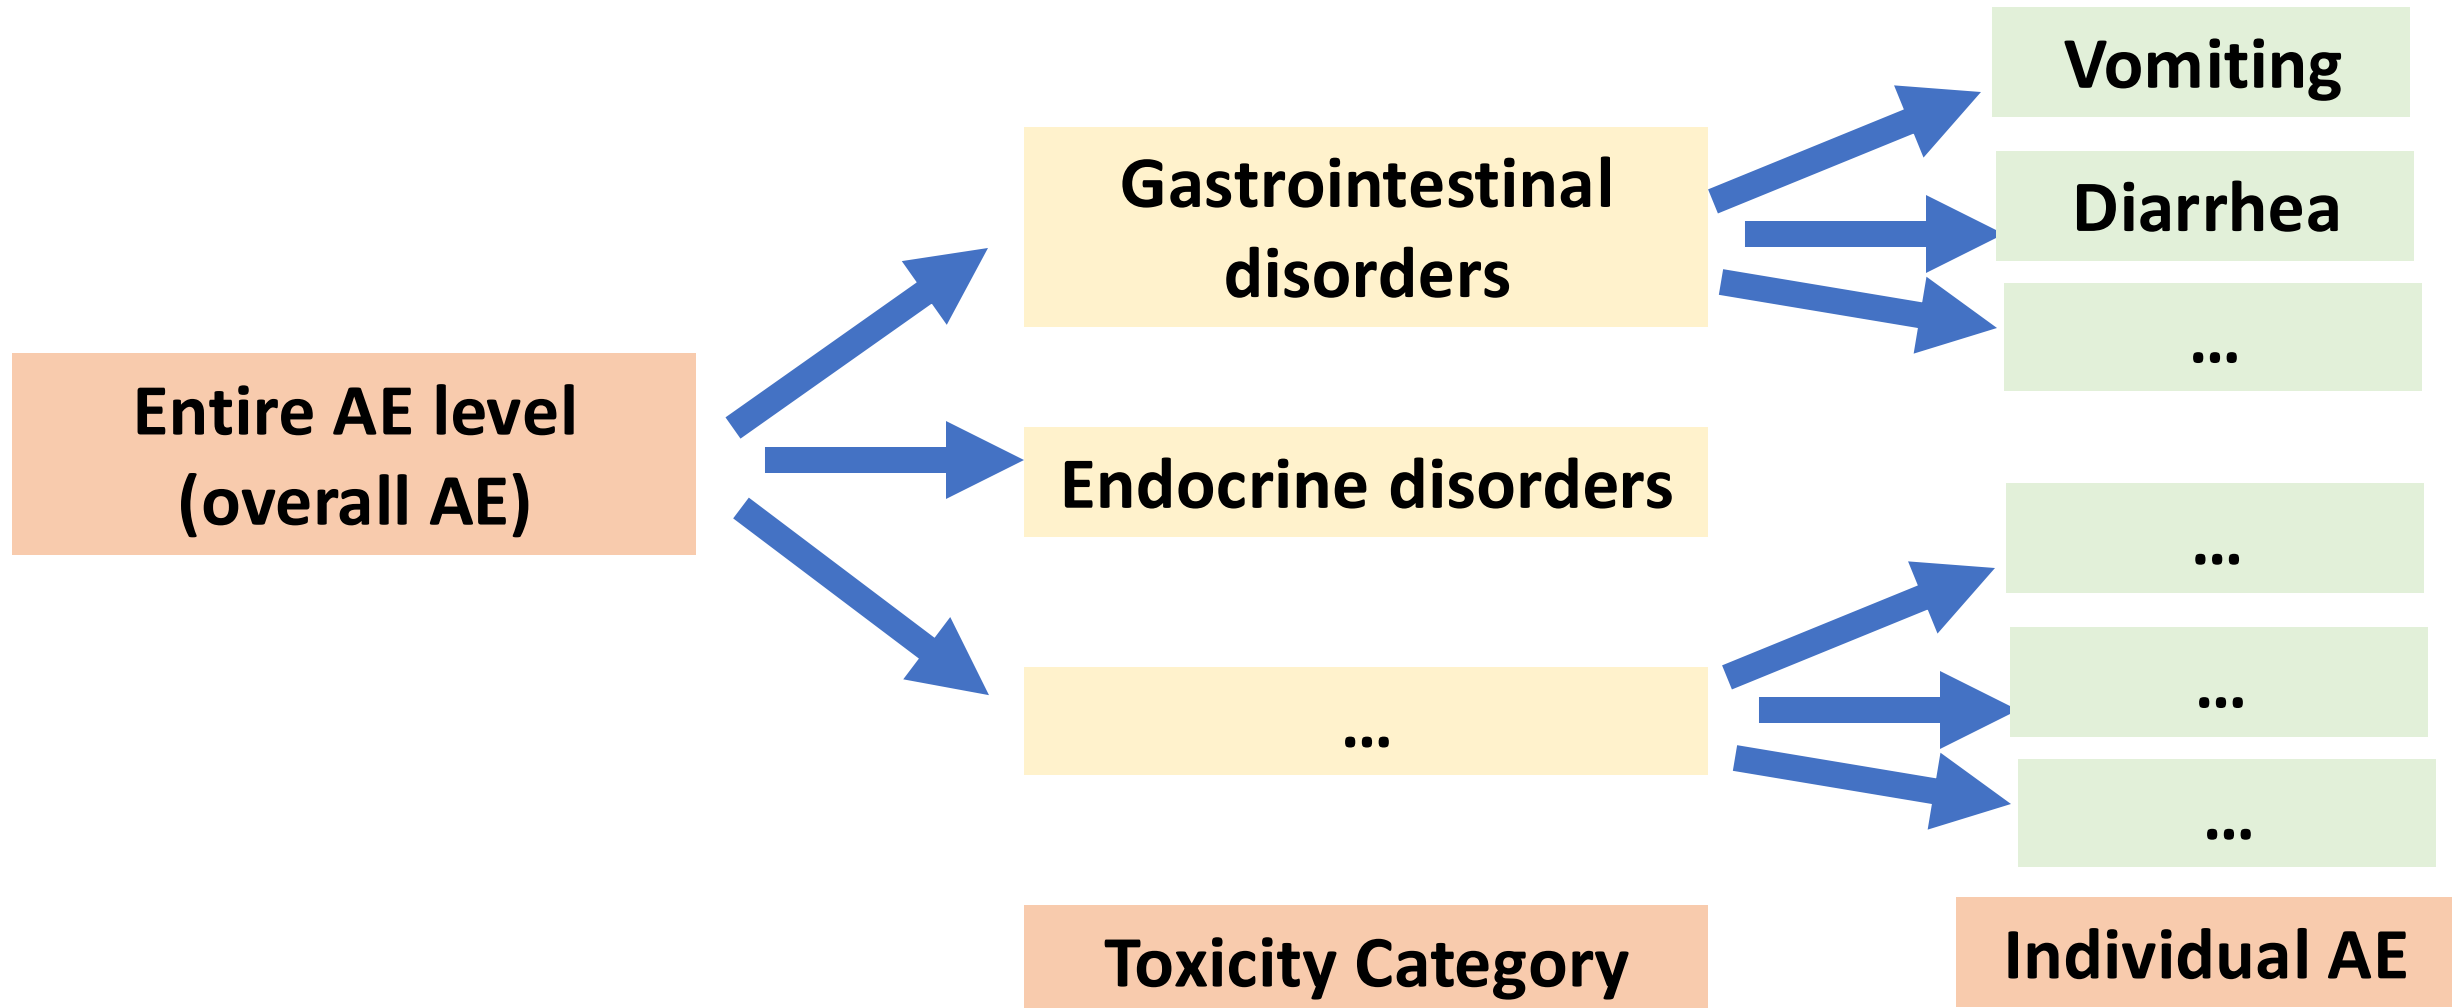 Entire AE level
(overall AE)
Gastrointestinal
disorders
Endocrine disorders
...
Toxicity Category
Vomiting
Diarrhea
...
...
...
...
Individual AE